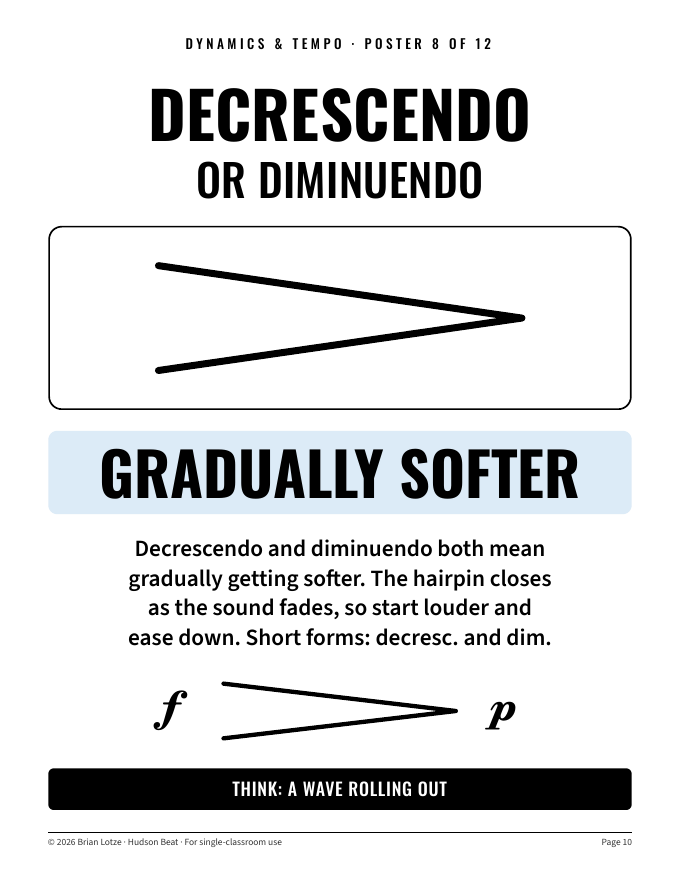 DYNAMICS & TEMPO · POSTER 8 OF 12
DECRESCENDO
OR DIMINUENDO
GRADUALLY SOFTER
Decrescendo and diminuendo both mean
gradually getting softer. The hairpin closes
as the sound fades, so start louder and
ease down. Short forms: decresc. and dim.
f p
THINK: A WAVE ROLLING OUT
© 2026 Brian Lotze · Hudson Beat · For single-classroom use Page 10